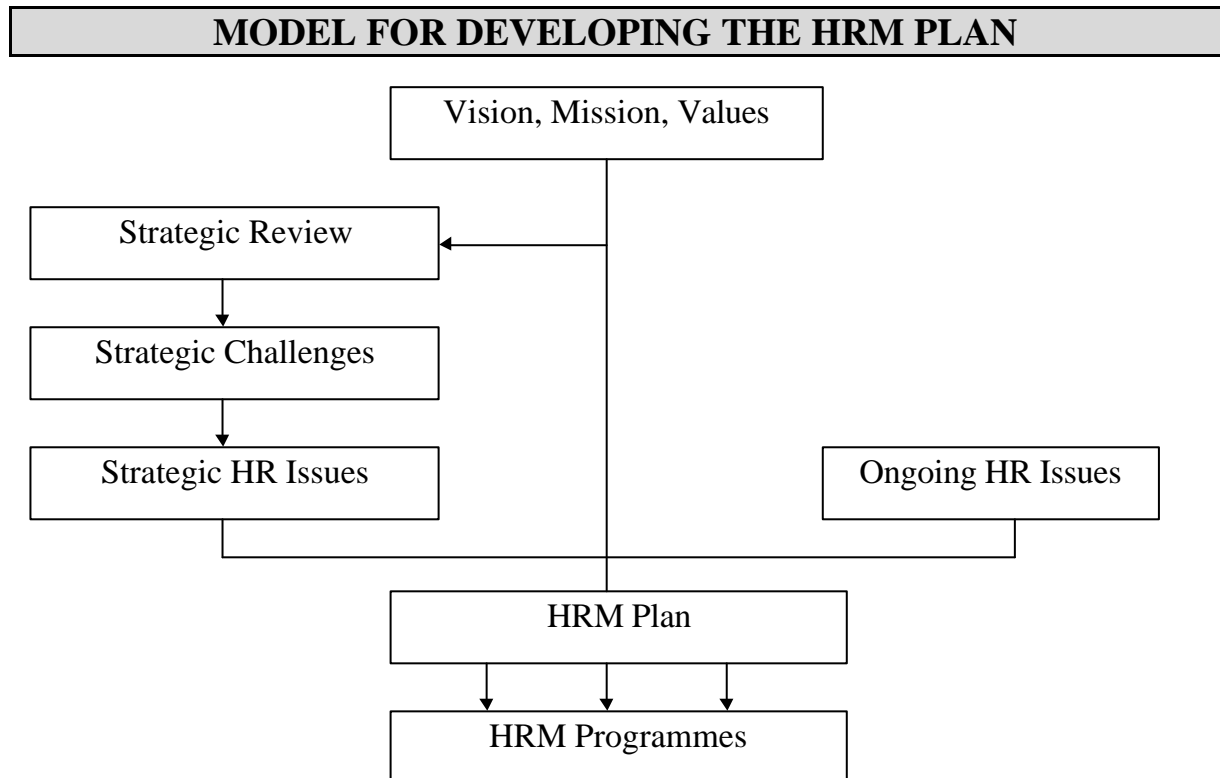 MODEL FOR DEVELOPING THE HRM PLAN
Vision, Mission, Values
Strategic Review
Strategic Challenges
Strategic HR Issues
Ongoing HR Issues
HRM Plan
HRM Programmes